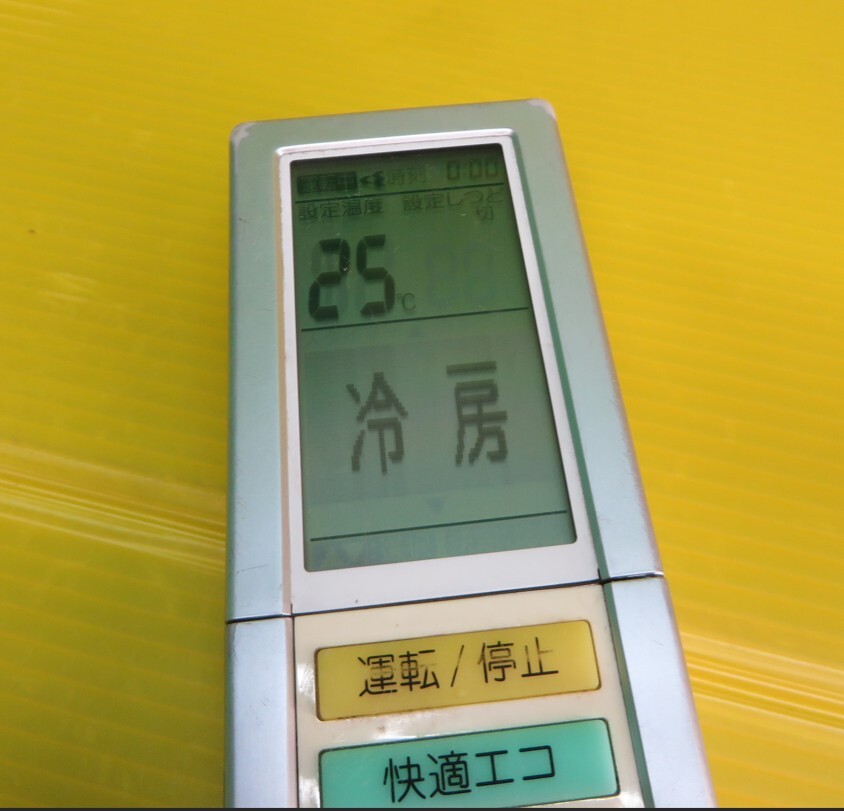 時刻 0:00
設定温度 設定しつど
切
25℃
冷房
運転/停止
快適エコ